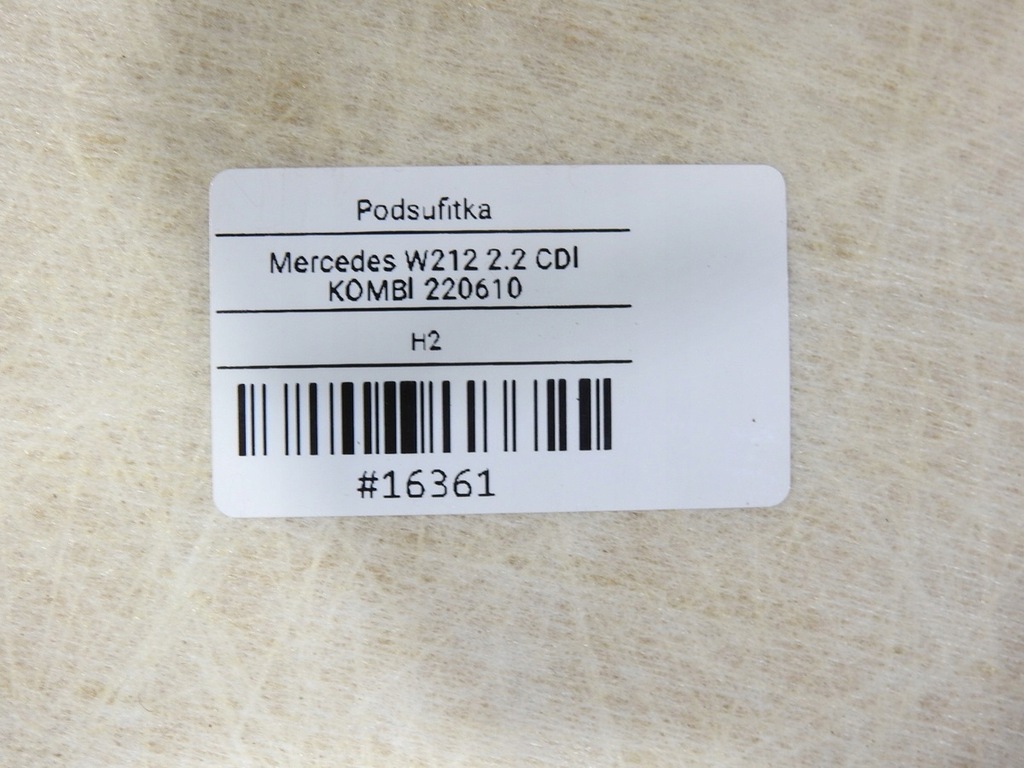 Podsufitka
Mercedes W212 2.2 CDI
KOMBI 220610
H2
#16361